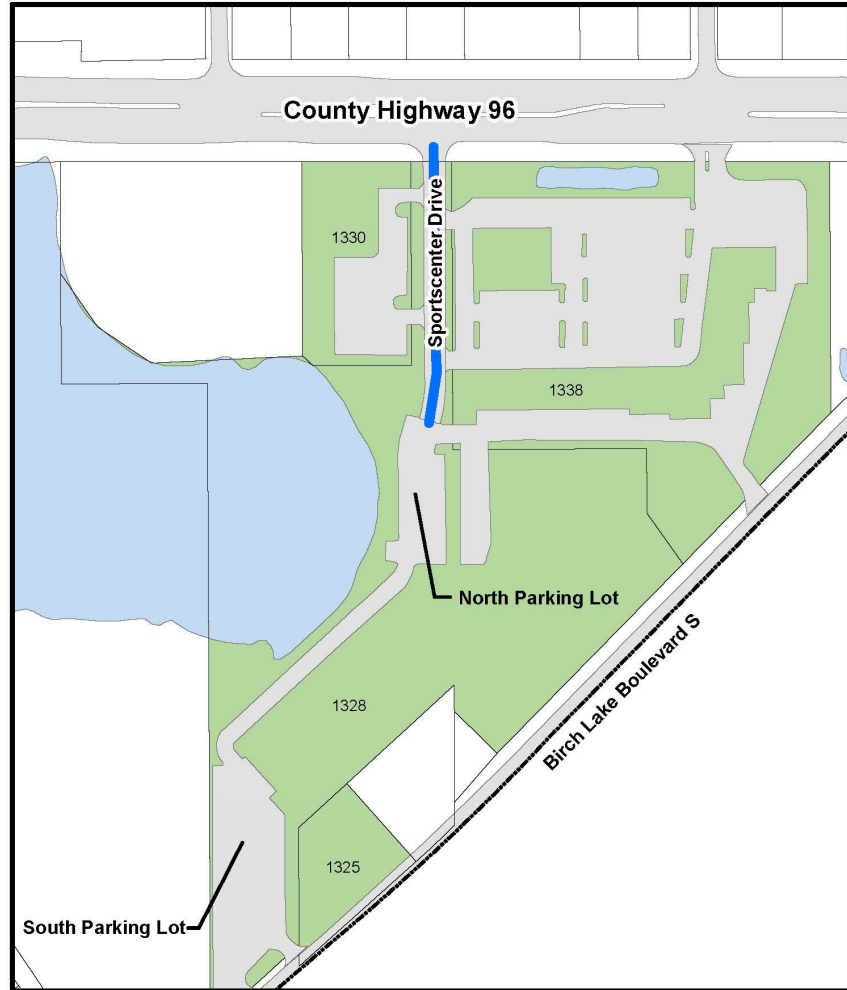 County Highway 96
Sportscenter Drive
1330
1338
North Parking Lot
Birch Lake Boulevard S
1328
1325
South Parking Lot